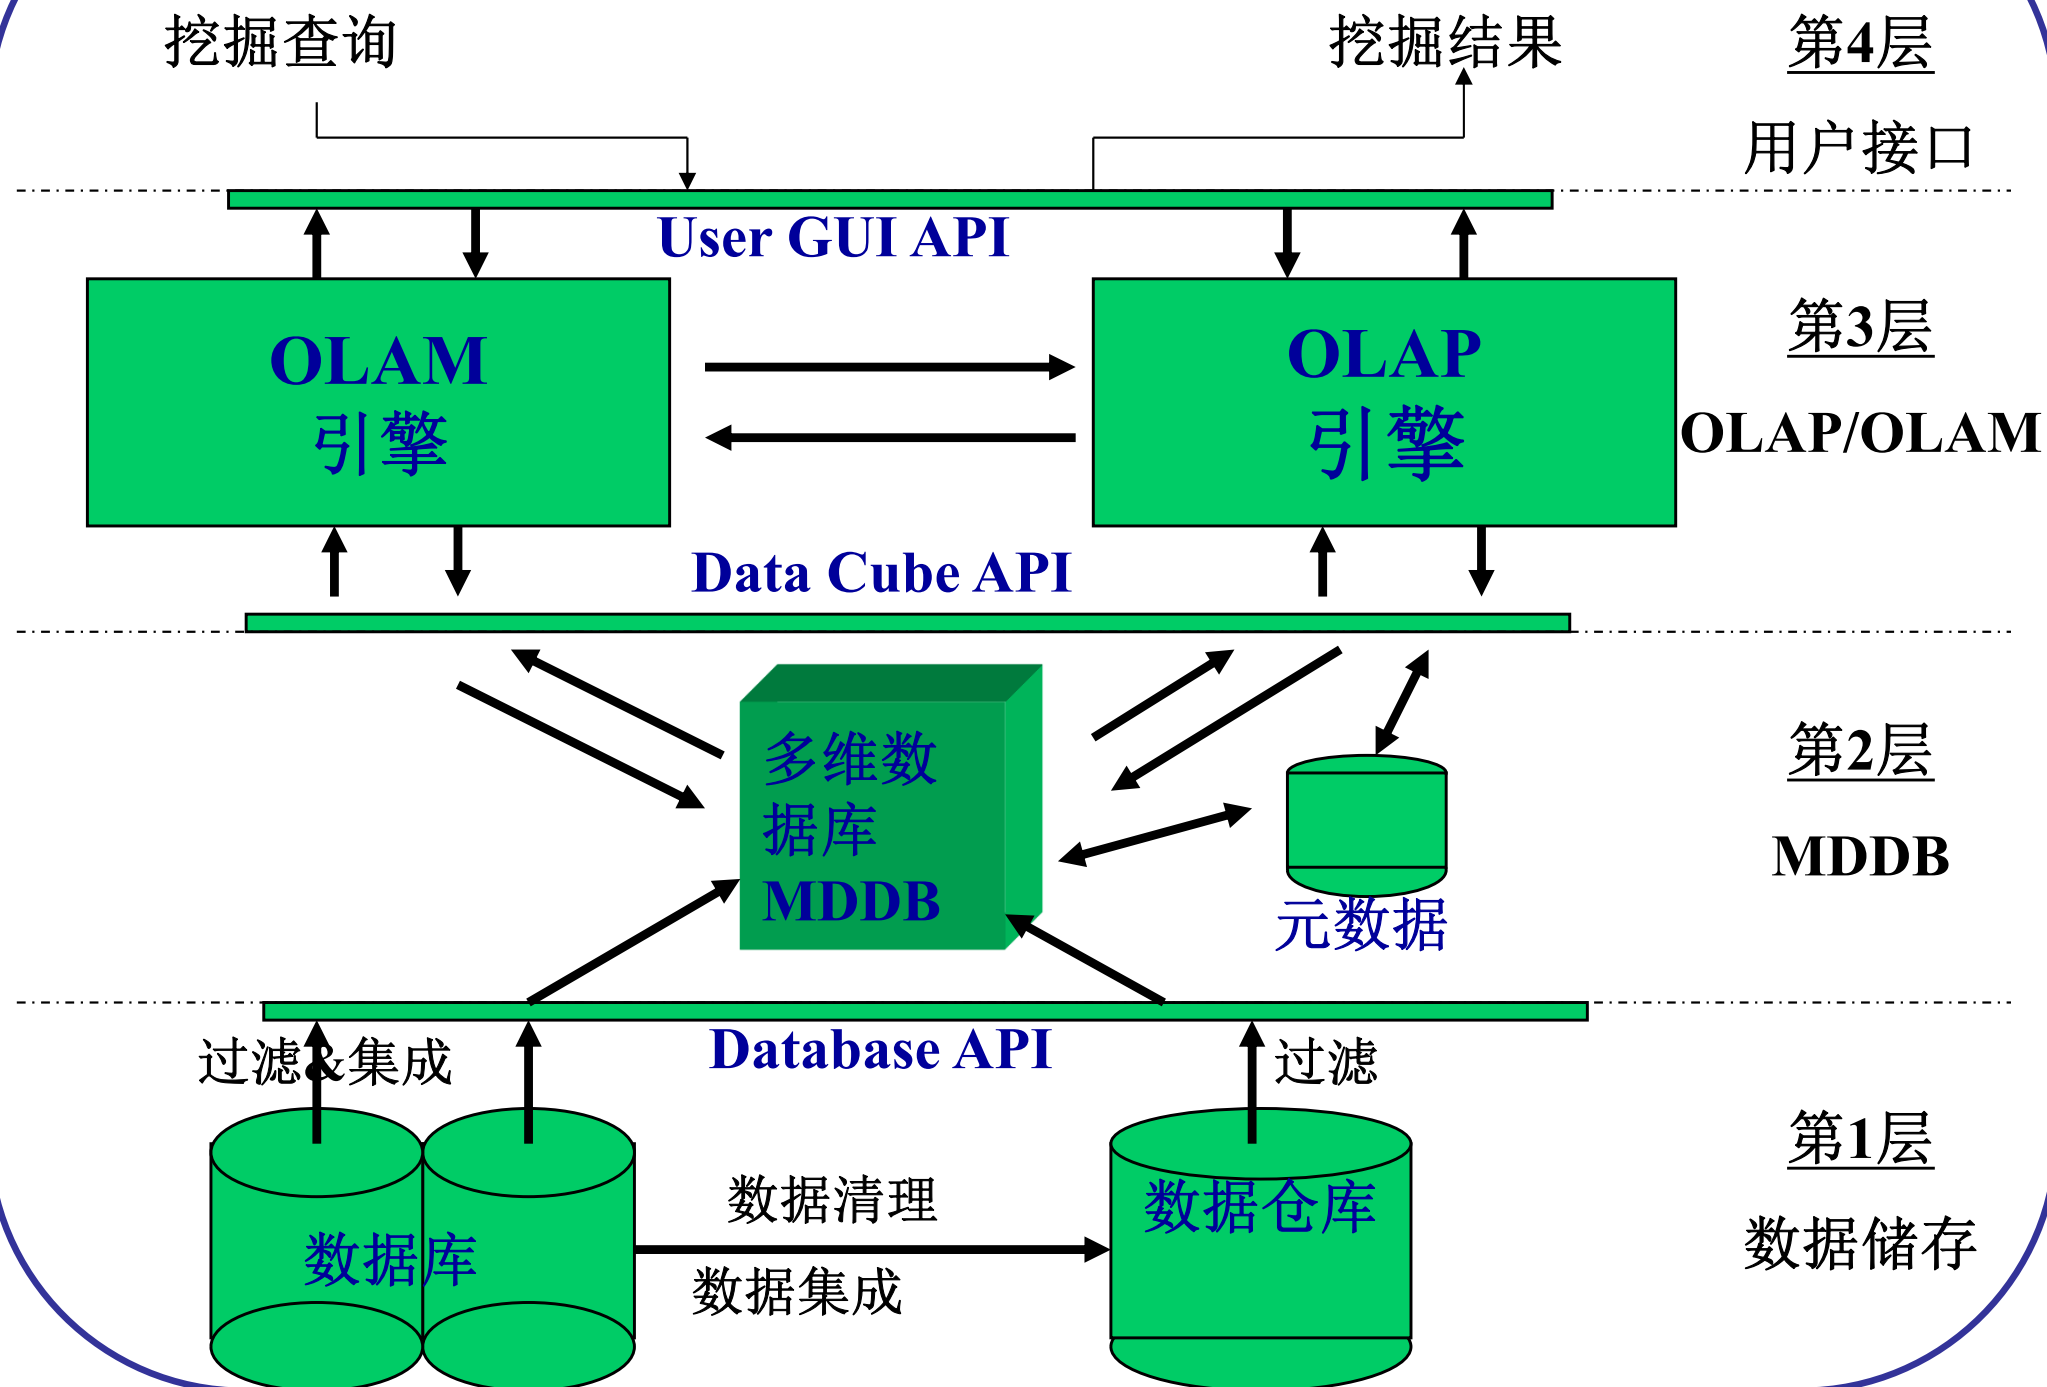 挖掘查询
挖掘结果
第4层
用户接口
User GUI API
OLAM
引擎
OLAP
引擎
第3层
OLAP/OLAM
Data Cube API
多维数
据库
MDDB
元数据
第2层
MDDB
Database API
过滤&集成
过滤
第1层
数据储存
数据库
数据清理
数据集成
数据仓库